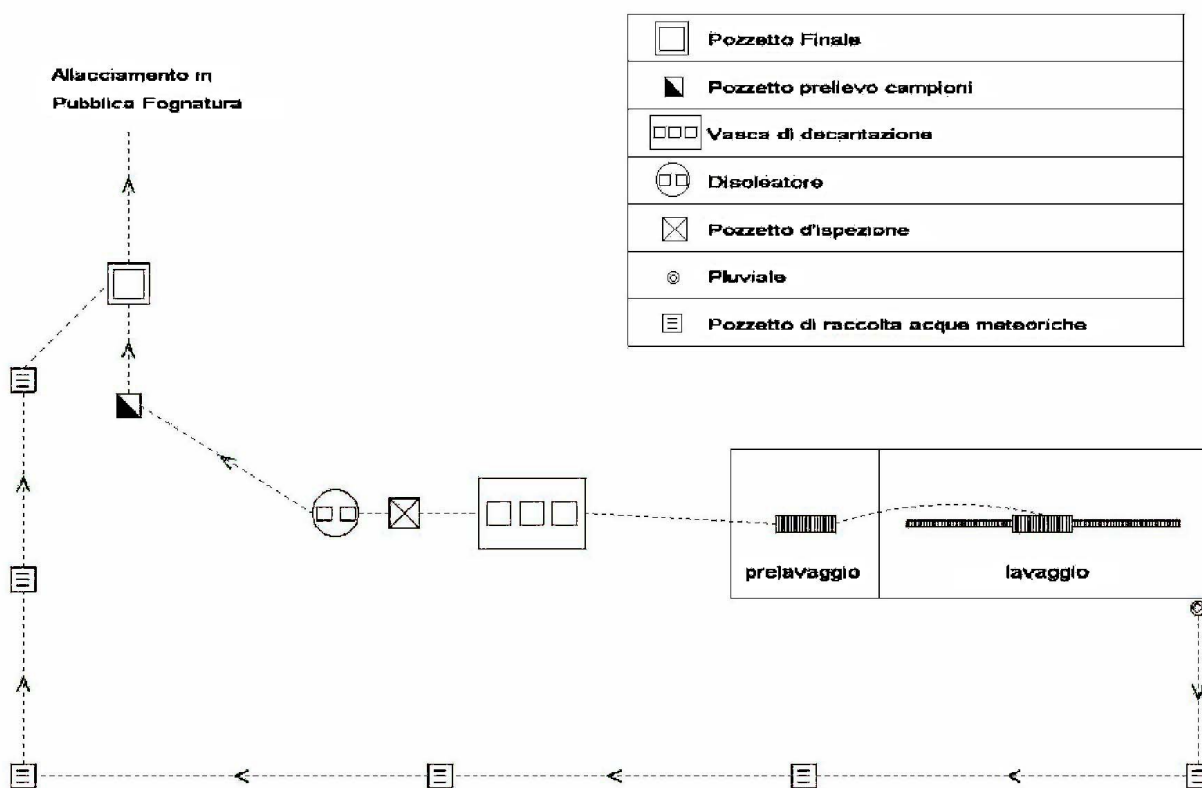 Allacciamento in
Pubblica Fognatura
Pozzetto Finale
Pozzetto prelievo campioni
Vasca di decantazione
Disoleatore
Pozzetto d'ispezione
Pluviale
Pozzetto di raccolta acque meteoriche
prelavaggio
lavaggio